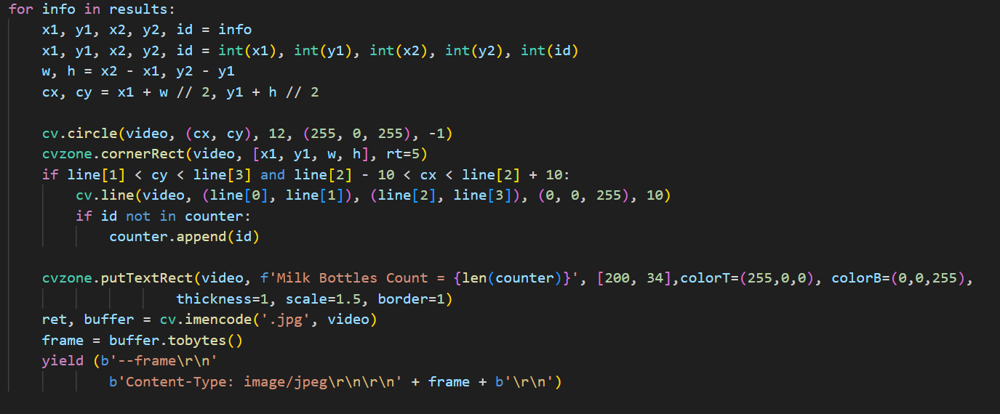 for info in results:
    x1, y1, x2, y2, id = info
    x1, y1, x2, y2, id = int(x1), int(y1), int(x2), int(y2), int(id)
    w, h = x2 - x1, y2 - y1
    cx, cy = x1 + w // 2, y1 + h // 2

    cv.circle(video, (cx, cy), 12, (255, 0, 255), -1)
    cvzone.cornerRect(video, [x1, y1, w, h], rt=5)
    if line[1] < cy < line[3] and line[2] - 10 < cx < line[2] + 10:
        cv.line(video, (line[0], line[1]), (line[2], line[3]), (0, 0, 255), 10)
        if id not in counter:
            counter.append(id)

    cvzone.putTextRect(video, f'Milk Bottles Count = {len(counter)}', [200, 34],colorT=(255,0,0), colorB=(0,0,255),
                    thickness=1, scale=1.5, border=1)
    ret, buffer = cv.imencode('.jpg', video)
    frame = buffer.tobytes()
    yield (b'--frame\r\n'
            b'Content-Type: image/jpeg\r\n\r\n' + frame + b'\r\n')